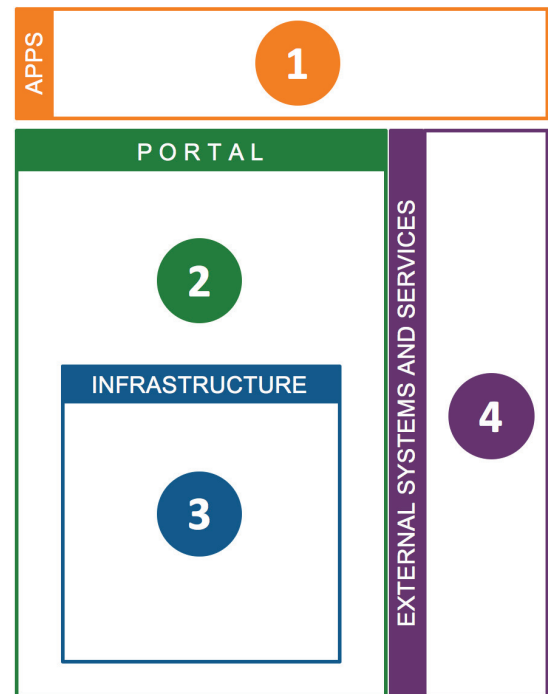 APPS
1
PORTAL
2
INFRASTRUCTURE
3
EXTERNAL SYSTEMS AND SERVICES
4